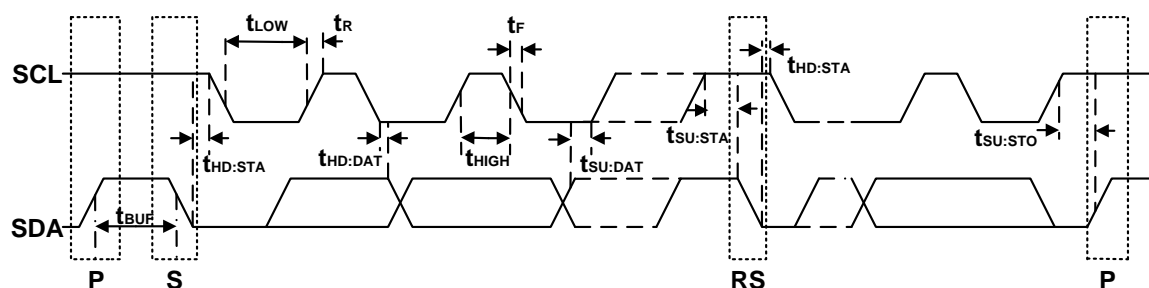 tLOW tR tF
SCL
tHD:STA
tHD:STA tHD:DAT tHIGH tSU:DAT tSU:STA tSU:STO
SDA
tBUF
P S RS P